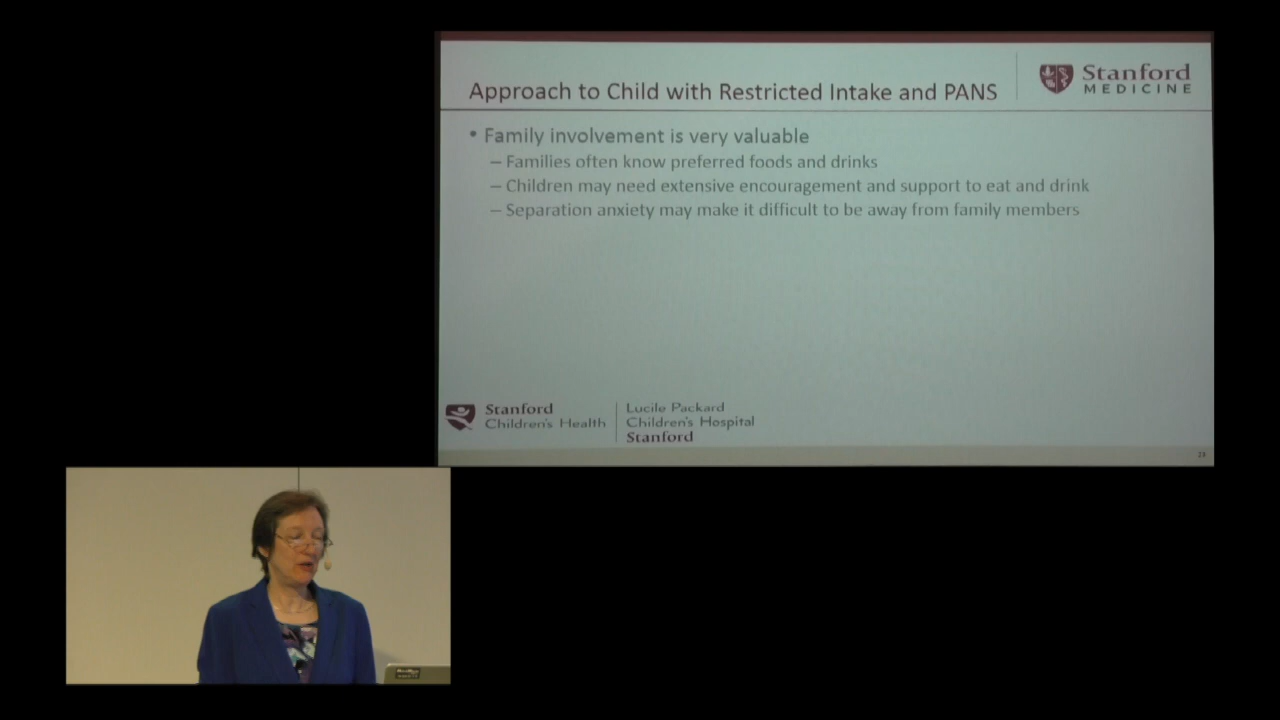 Approach to Child with Restricted Intake and PANS
Stanford
MEDICINE
• Family involvement is very valuable
– Families often know preferred foods and drinks
– Children may need extensive encouragement and support to eat and drink
– Separation anxiety may make it difficult to be away from family members
Stanford
Children's Health
Lucile Packard
Children's Hospital
Stanford